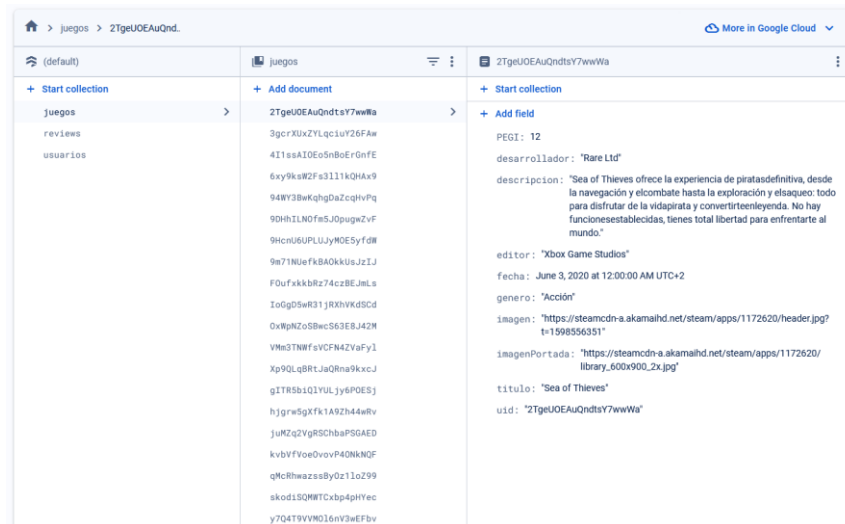 juegos > 2TgeUOEAuQnd..
More in Google Cloud
(default)
juegos
2TgeUOEAuQndtsY7wwWa
+ Start collection
+ Add document
+ Start collection
juegos
reviews
usuarios
2TgeUOEAuQndtsY7wwWa
3gcrXUxZYLqciuY26FAw
4I1ssAIOEo5nBoErGnfE
6xy9ksW2Fs3ll1kQHAx9
94WY3BwKqhgDaZcqHvPq
9DHhILNOfm5JOpugwZvF
9HcnU6UPLUJyMOE5yfdW
9m71NUefkBAOkkUsJzIJ
FOufxkkbRz74czBEJmLs
IoGgD5wR31jRXhVKdSCd
OxWpNZoSBwcS63E8J42M
VMm3TNWfsVCFN4ZVaFyl
Xp9QLqBRtJaQRna9kxcJ
gITR5biQlYULjy6POESj
hjgrw5gXfk1A9Zh44wRv
juMZq2VgRSChbaPSGAED
kvbVfVoeOvovP4ONkNQF
qMcRhwazssByOz1loZ99
skodiSQMWTCxbp4pHYec
y7Q4T9VVMOl6nV3wEFbv
+ Add field
PEGI: 12
desarrollador: "Rare Ltd"
descripcion: "Sea of Thieves ofrece la experiencia de piratasdefinitiva, desde
la navegación y elcombate hasta la exploración y elsaqueo: todo
para disfrutar de la vidapirata y convertirteenleyenda. No hay
funcionesestablecidas, tienes total libertad para enfrentarte al
mundo."
editor: "Xbox Game Studios"
fecha: June 3, 2020 at 12:00:00 AM UTC+2
genero: "Acción"
imagen: "https://steamcdn-a.akamaihd.net/steam/apps/1172620/header.jpg?
t=1598556351"
imagenPortada: "https://steamcdn-a.akamaihd.net/steam/apps/1172620/
library_600x900_2x.jpg"
titulo: "Sea of Thieves"
uid: "2TgeUOEAuQndtsY7wwWa"